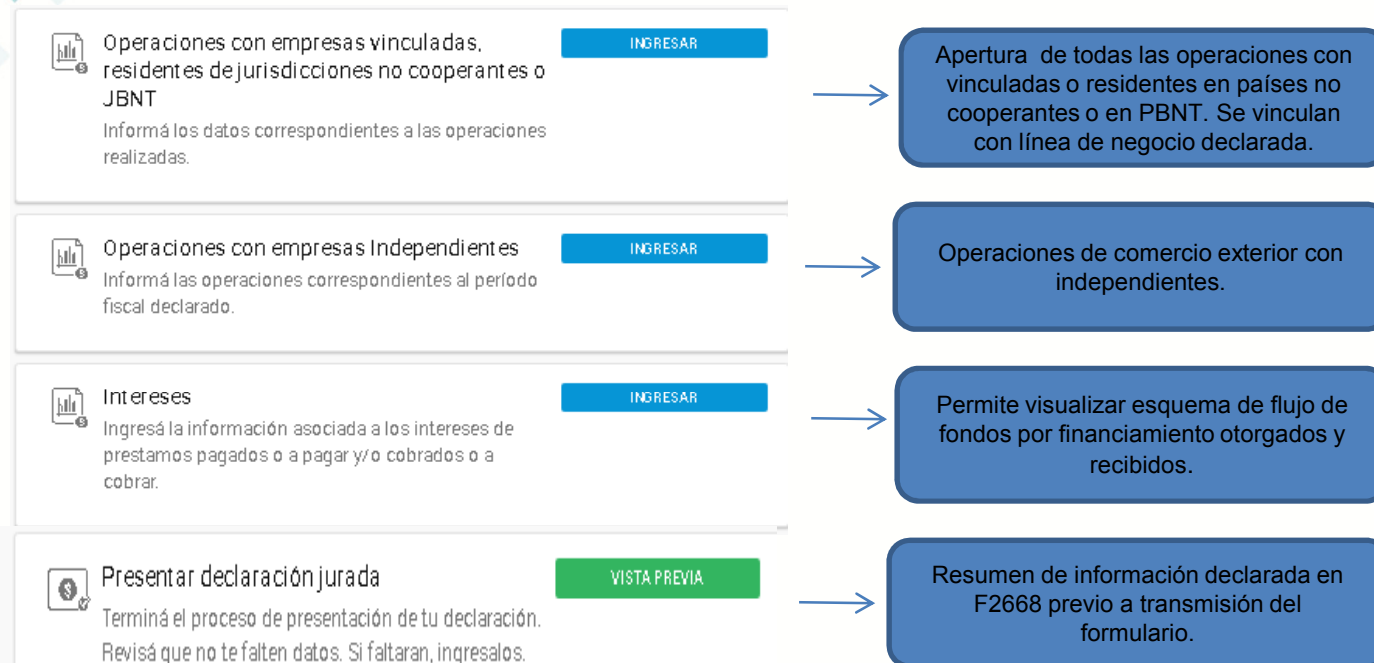 Operaciones con empresas vinculadas,
residentes de jurisdicciones no cooperantes o
JBNT
Informá los datos correspondientes a las operaciones
realizadas.
INGRESAR
Apertura de todas las operaciones con
vinculadas o residentes en países no
cooperantes o en PBNT. Se vinculan
con línea de negocio declarada.
Operaciones con empresas Independientes
Informá las operaciones correspondientes al período
fiscal declarado.
INGRESAR
Operaciones de comercio exterior con
independientes.
Intereses
Ingresá la información asociada a los intereses de
prestamos pagados o a pagar y/o cobrados o a
cobrar.
INGRESAR
Permite visualizar esquema de flujo de
fondos por financiamiento otorgados y
recibidos.
Presentar declaración jurada
Terminá el proceso de presentación de tu declaración.
Revisá que no te falten datos. Si faltaran, ingresalos.
VISTA PREVIA
Resumen de información declarada en
F2668 previo a transmisión del
formulario.